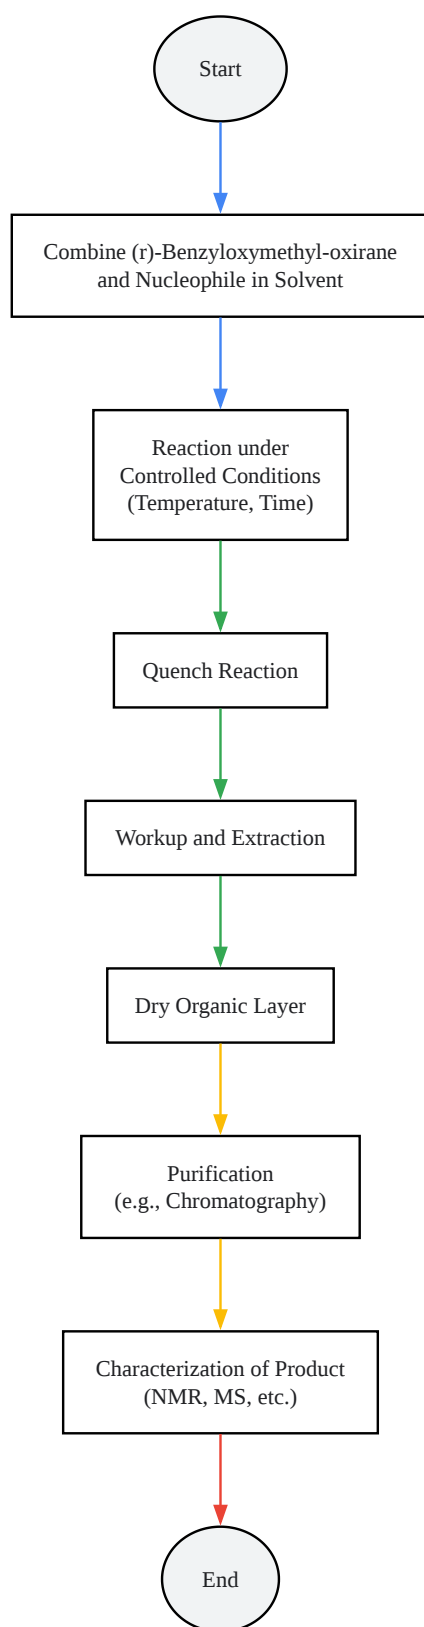 Start
Combine (r)-Benzyloxymethyl-oxirane
and Nucleophile in Solvent
Reaction under
Controlled Conditions
(Temperature, Time)
Quench Reaction
Workup and Extraction
Dry Organic Layer
Purification
(e.g., Chromatography)
Characterization of Product
(NMR, MS, etc.)
End